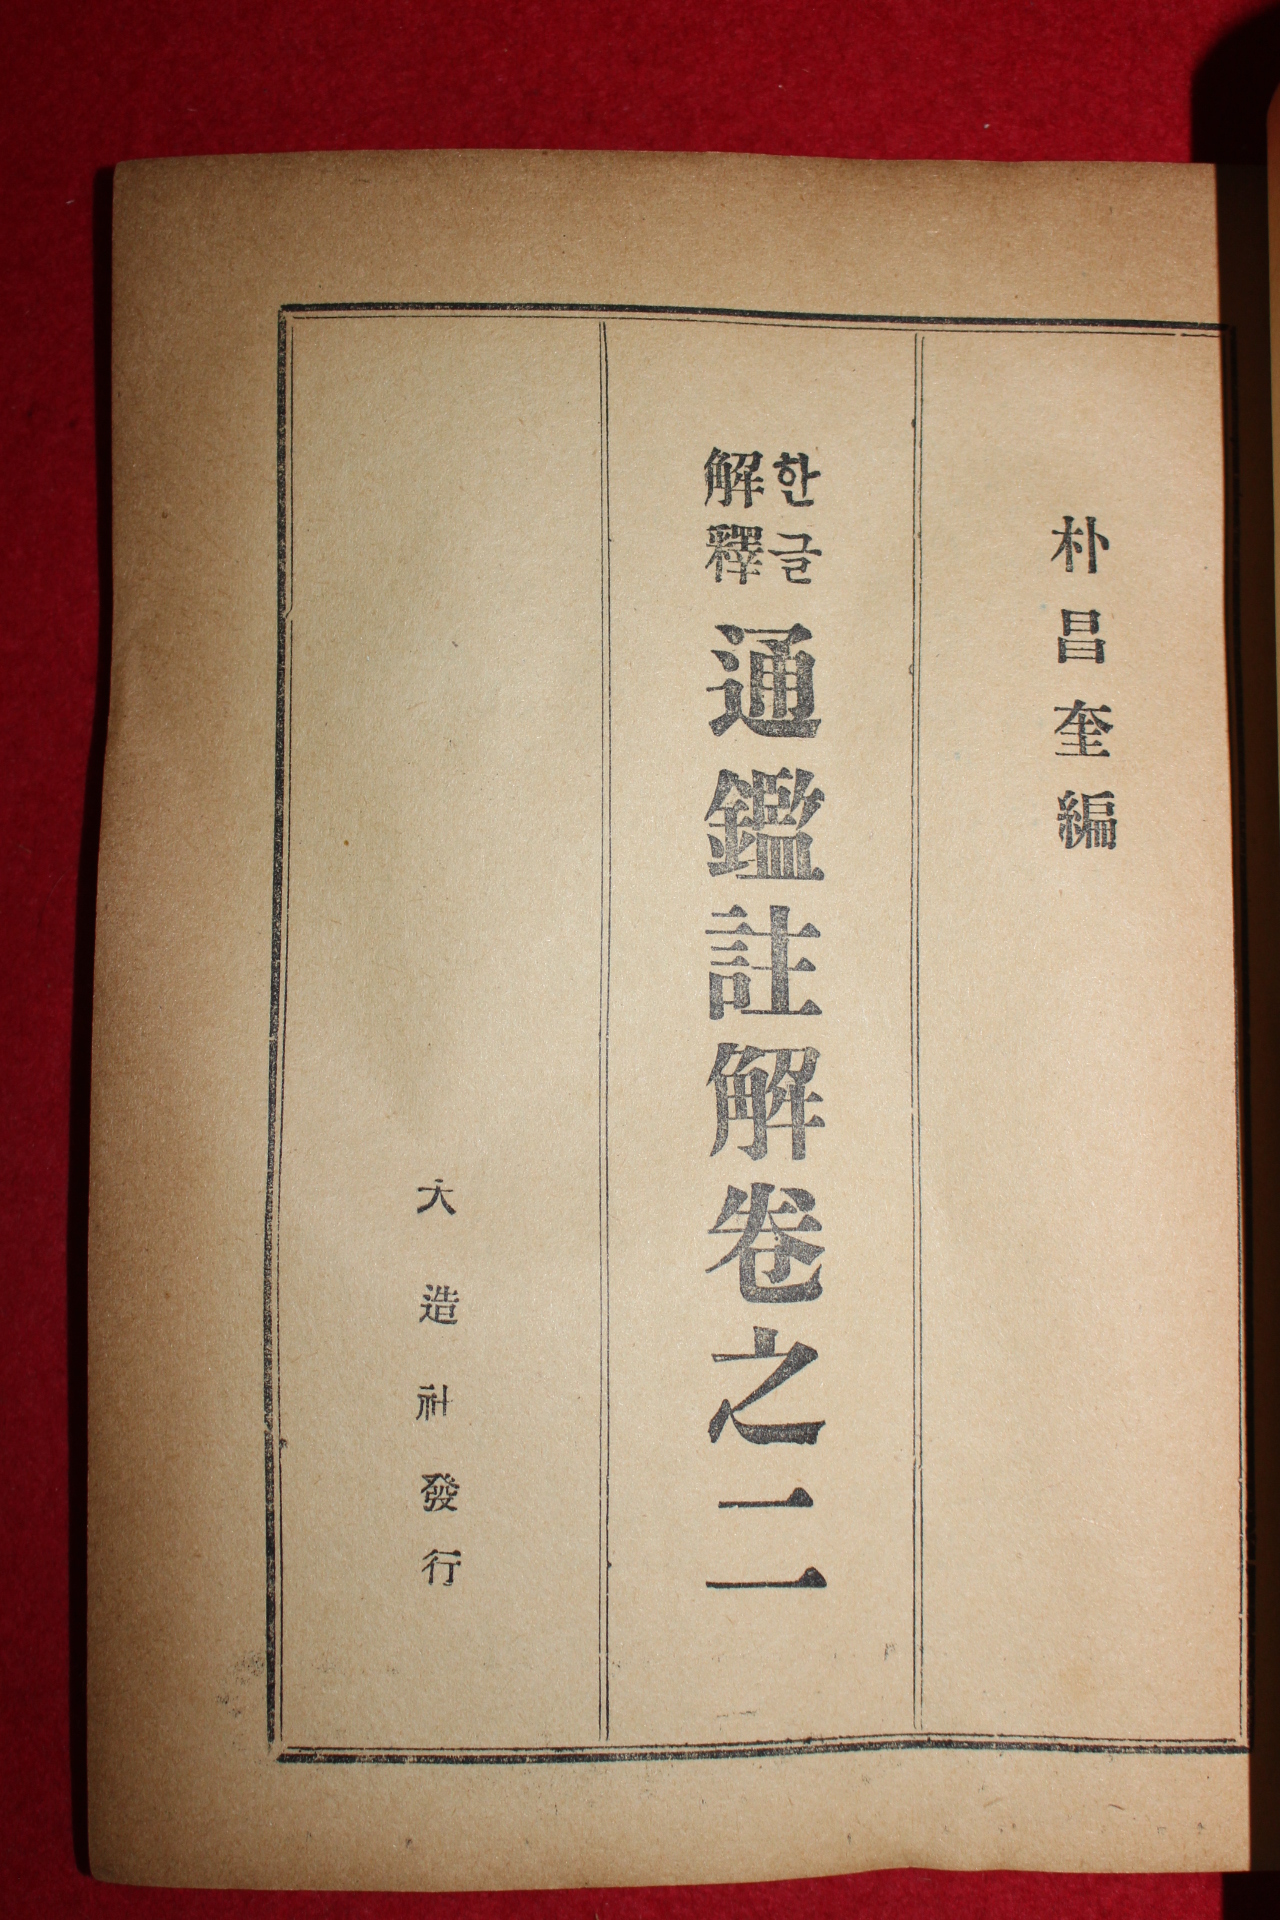 朴昌奎編
한글
解釋
通鑑註解卷之二
大造社發行